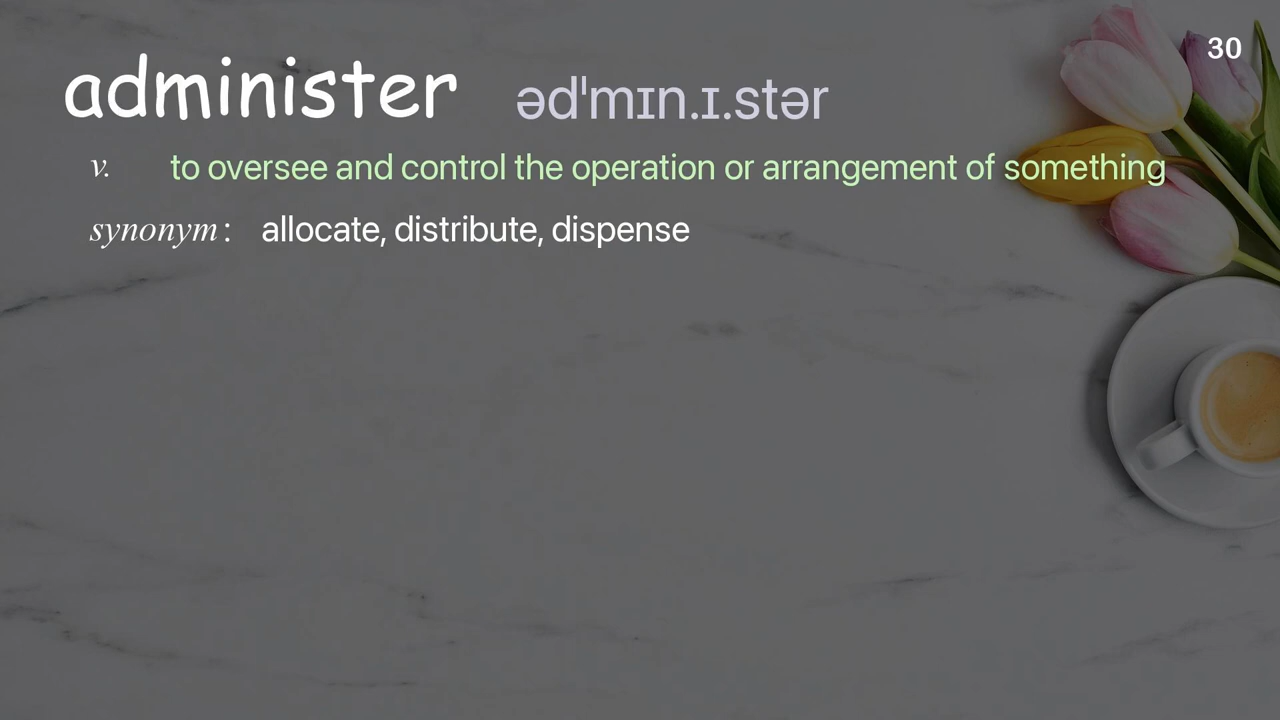 30
administer ədˈmɪn.ɪ.stər
v. to oversee and control the operation or arrangement of something
synonym : allocate, distribute, dispense